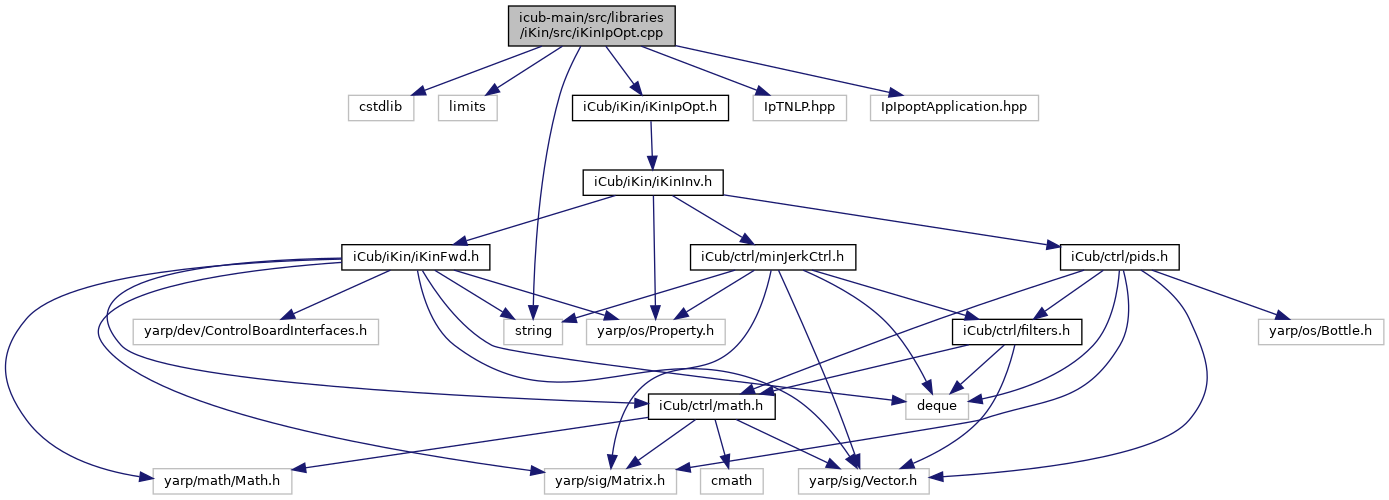 icub-main/src/libraries
/iKin/src/iKinIpOpt.cpp
cstdlib
limits
iCub/iKin/iKinIpOpt.h
IpTNLP.hpp
IpIpoptApplication.hpp
iCub/iKin/iKinInv.h
iCub/iKin/iKinFwd.h
iCub/ctrl/minJerkCtrl.h
iCub/ctrl/pids.h
yarp/dev/ControlBoardInterfaces.h
string
yarp/os/Property.h
iCub/ctrl/filters.h
yarp/os/Bottle.h
iCub/ctrl/math.h
deque
yarp/math/Math.h
yarp/sig/Matrix.h
cmath
yarp/sig/Vector.h